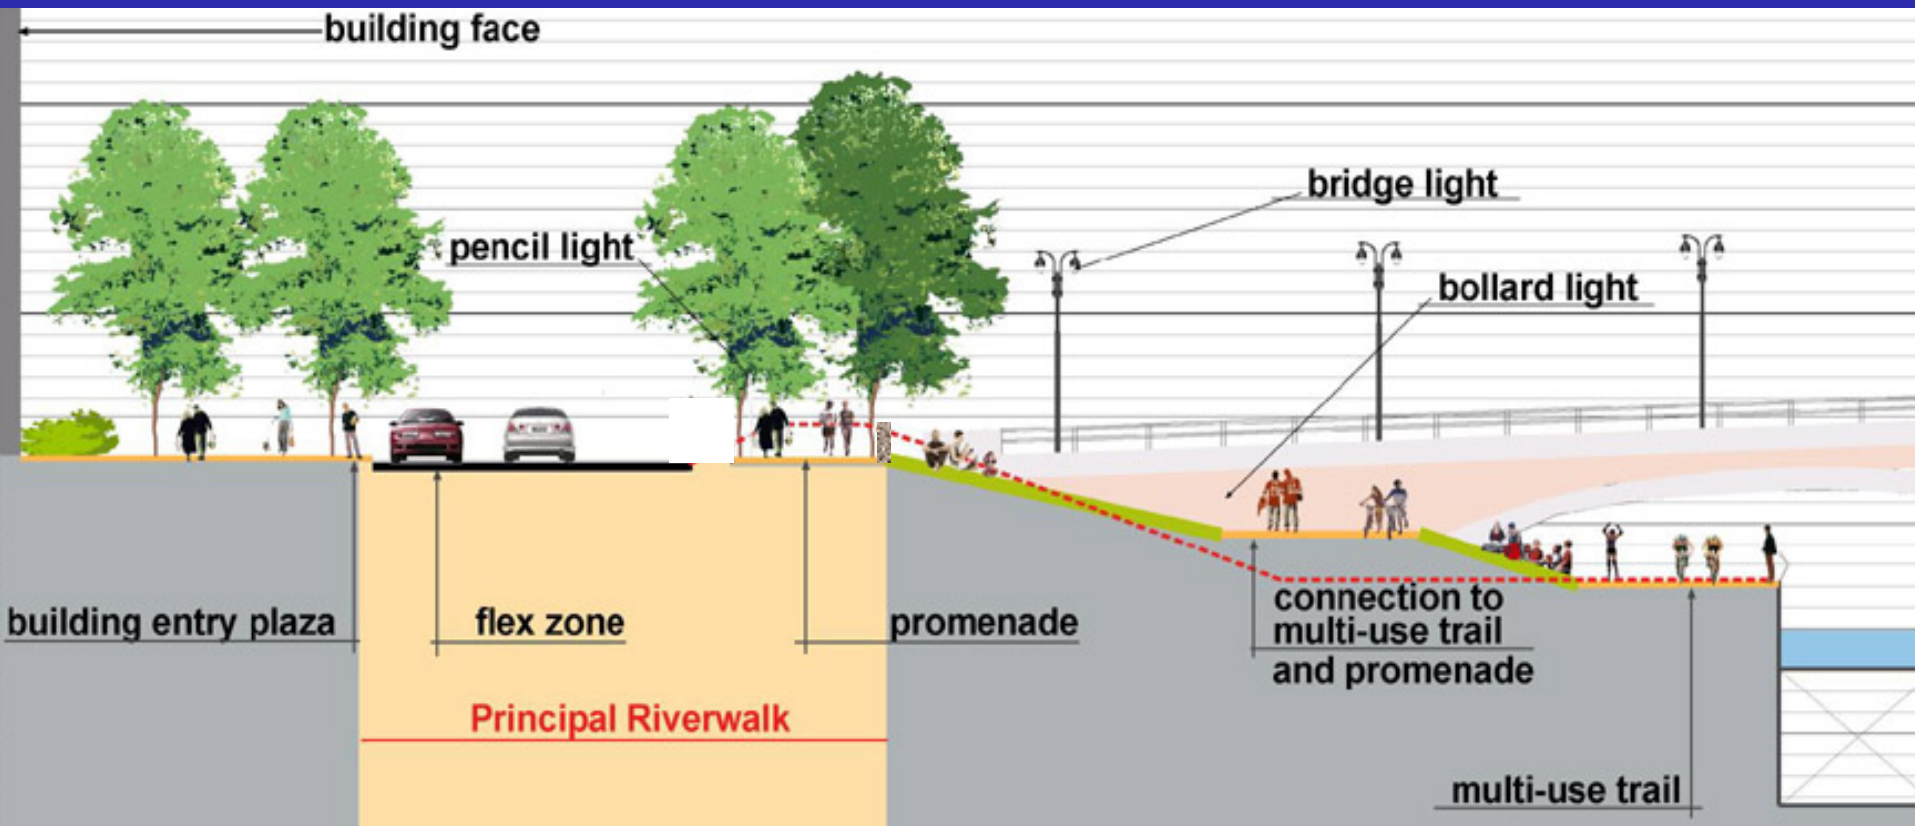 building face
bridge light
pencil light
bollard light
connection to
multi-use trail
and promenade
building entry plaza
flex zone
promenade
Principal Riverwalk
multi-use trail